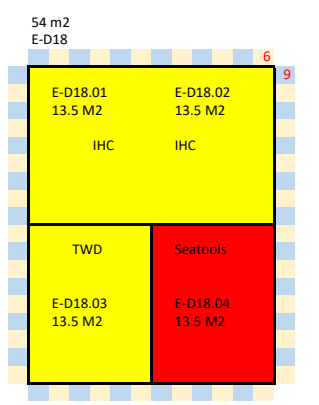 54 m2
E-D18
6
9
E-D18.01 E-D18.02
13.5 M2 13.5 M2
IHC IHC
TWD Seatools
E-D18.03 E-D18.04
13.5 M2 13.5 M2